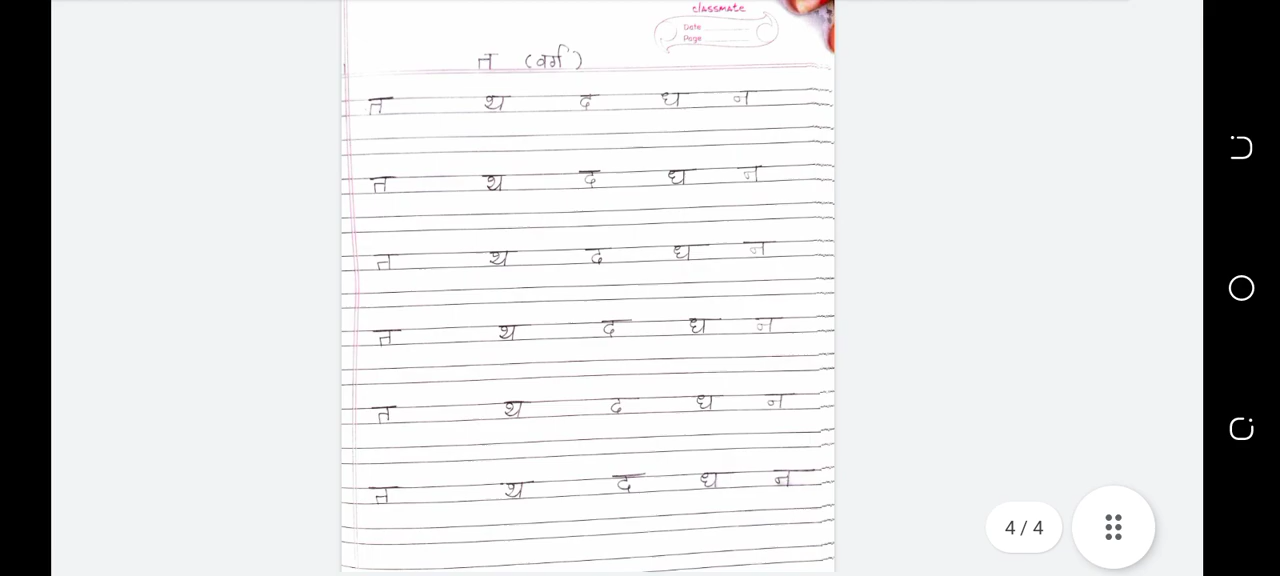 classmate
Date
Page
त (वर्ग)
त थ द ध न
त थ द ध न
त थ द ध न
त थ द ध न
त थ द ध न
त थ द ध न
4 / 4